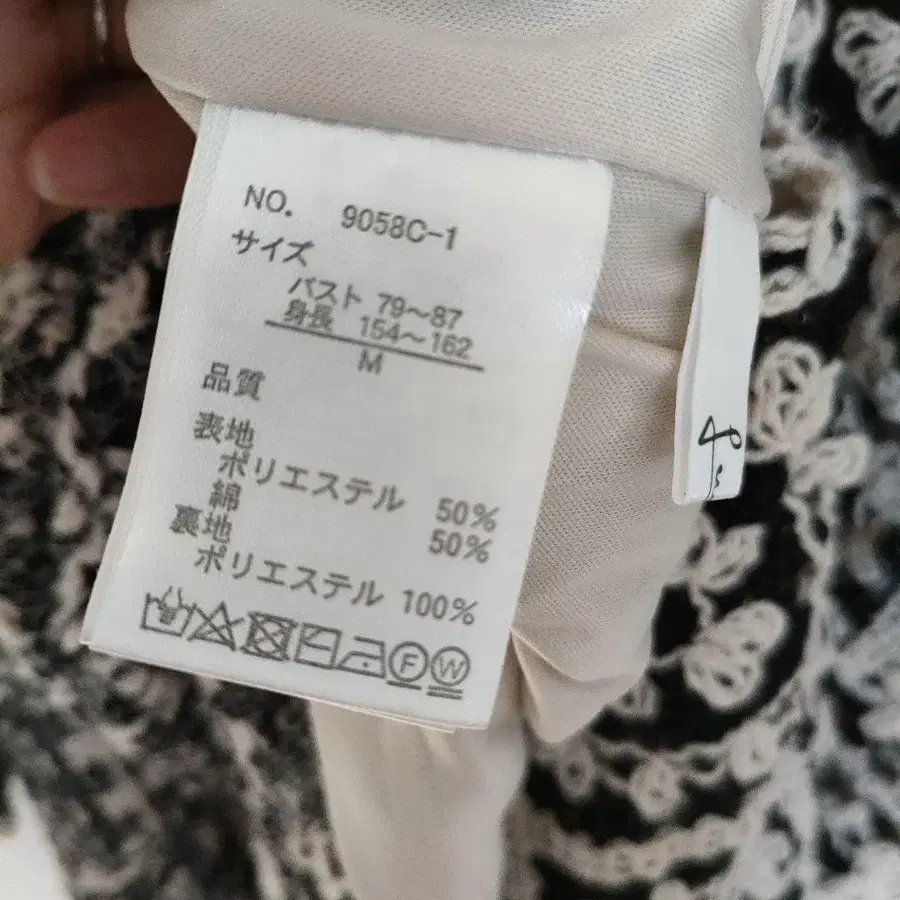 NO. 9058C-1
サイズ
バスト 79～87
身長 154～162
M
品質
表地
ポリエステル 50%
綿 50%
裏地
ポリエステル 100%
F W